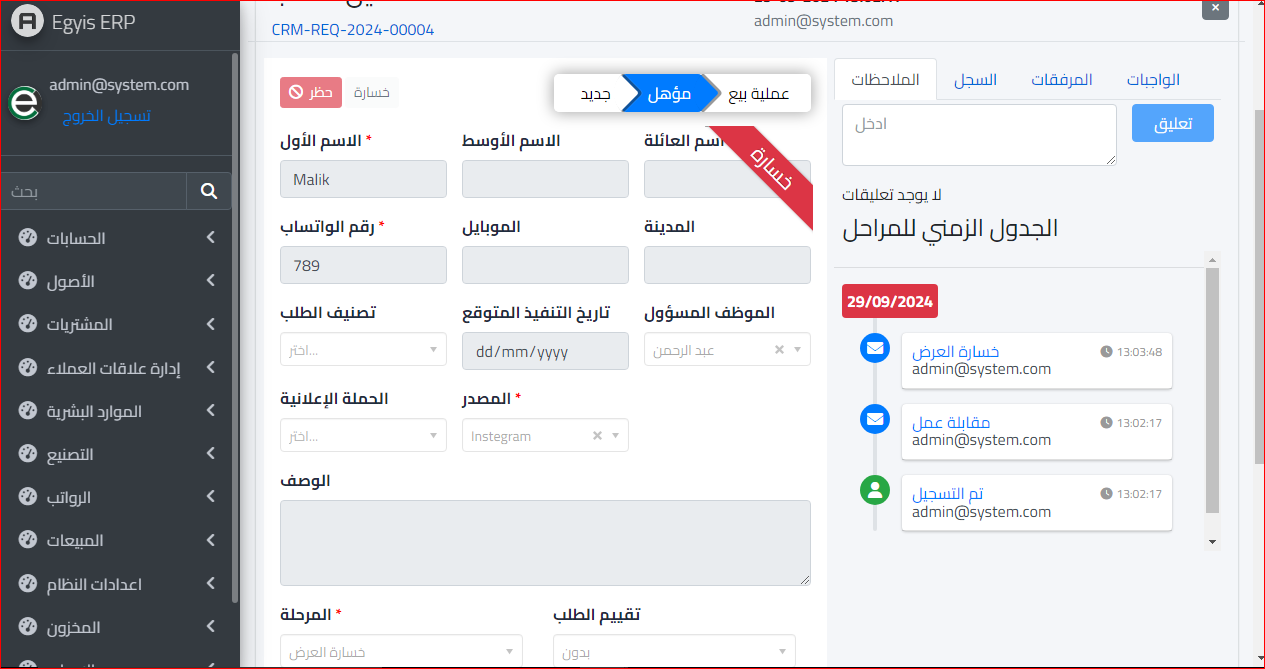 Egyis ERP
admin@system.com
تسجيل الخروج
بحث
الحسابات
الأصول
المشتريات
إدارة علاقات العملاء
الموارد البشرية
التصنيع
الرواتب
المبيعات
اعدادات النظام
المخزون
CRM-REQ-2024-00004
admin@system.com
×
حظر
خسارة
جديد
مؤهل
عملية بيع
خسارة
الاسم الأول *
الاسم الأوسط
اسم العائلة
Malik
رقم الواتساب *
الموبايل
المدينة
789
تصنيف الطلب
تاريخ التنفيذ المتوقع
الموظف المسؤول
اختر...
dd/mm/yyyy
عبد الرحمن
الحملة الإعلانية
المصدر *
اختر...
Instegram
الوصف
المرحلة *
تقييم الطلب
خسارة العرض
بدون
الملاحظات
السجل
المرفقات
الواجبات
ادخل
تعليق
لا يوجد تعليقات
الجدول الزمني للمراحل
29/09/2024
خسارة العرض
13:03:48
admin@system.com
مقابلة عمل
13:02:17
admin@system.com
تم التسجيل
13:02:17
admin@system.com